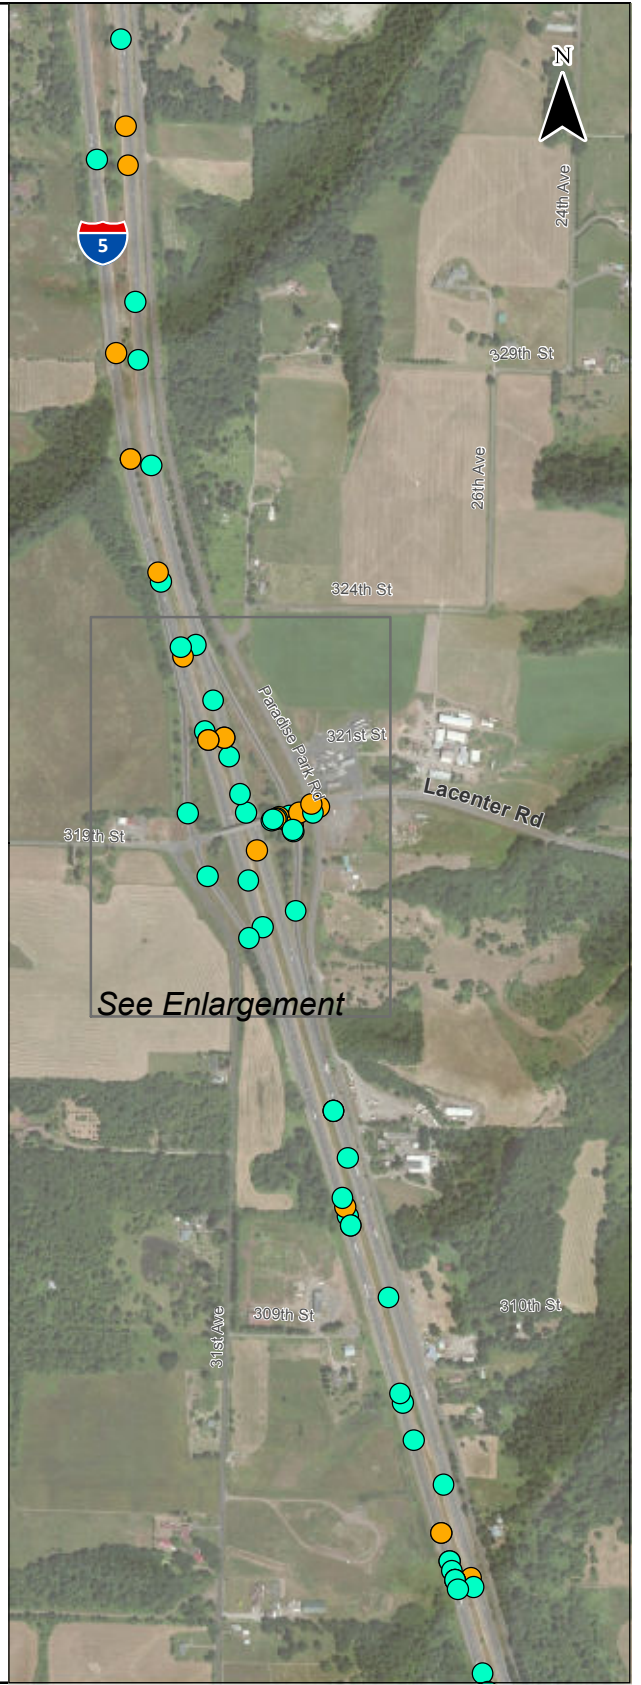 N
24th Ave
5
329th St
26th Ave
324th St
Paradise Park Rd
321st St
Lacenter Rd
319th St
See Enlargement
310th St
309th St
31st Ave